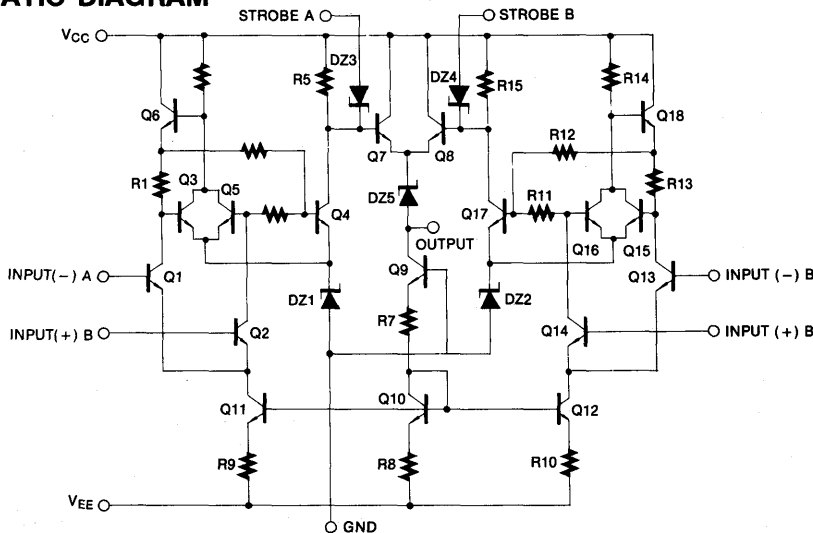 ATIC DIAGRAM
STROBE A
STROBE B
VCC
DZ3
DZ4
R5
R15
R14
Q6
Q7
Q8
Q18
R12
R1
Q3
Q5
Q4
DZ5
R11
R13
Q17
OUTPUT
Q16
Q15
INPUT(-) A
Q1
Q9
Q13
INPUT (-) B
DZ1
DZ2
INPUT(+) B
Q2
R7
Q14
INPUT (+) B
Q11
Q10
Q12
R9
R8
R10
VEE
GND